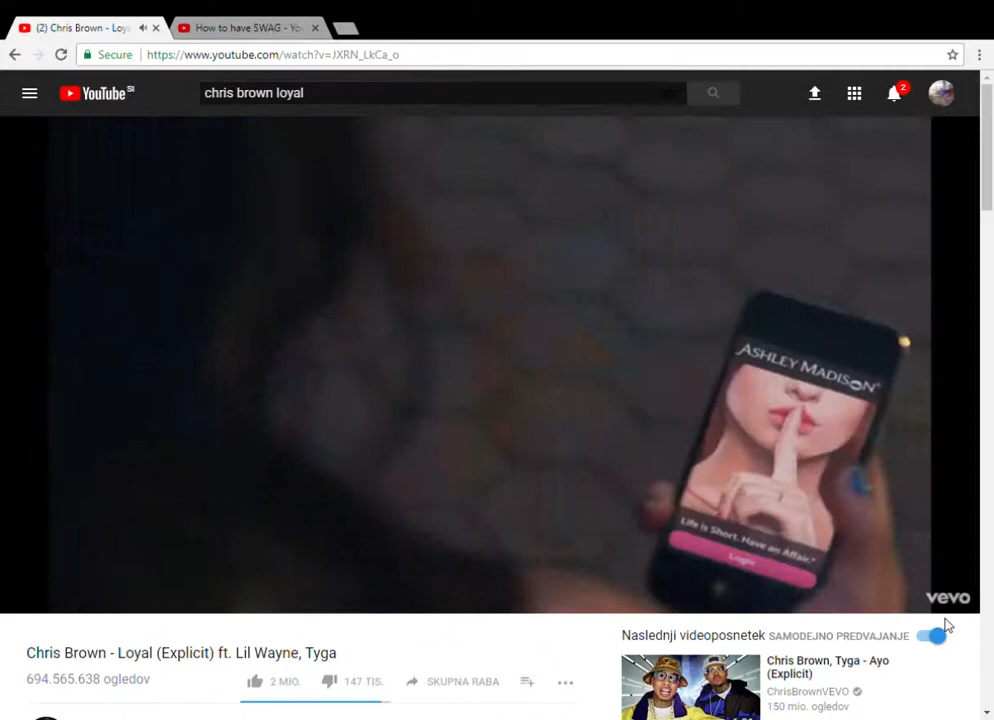 (2) Chris Brown - Loy
How to have SWAG - Yo
Secure
https://www.youtube.com/watch?v=JXRN_LkCa_o
YouTube SI
chris brown loyal
2
ASHLEY MADISON®
Life is Short. Have an Affair.®
Login
vevo
Chris Brown - Loyal (Explicit) ft. Lil Wayne, Tyga
694.565.638 ogledov
2 MIO.
147 TIS.
SKUPNA RABA
Naslednji videoposnetek
SAMODEJNO PREDVAJANJE
Chris Brown, Tyga - Ayo
(Explicit)
ChrisBrownVEVO
150 mio. ogledov